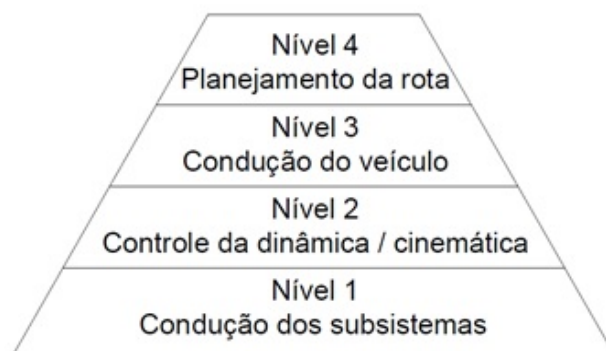 Nível 4
Planejamento da rota
Nível 3
Condução do veículo
Nível 2
Controle da dinâmica / cinemática
Nível 1
Condução dos subsistemas